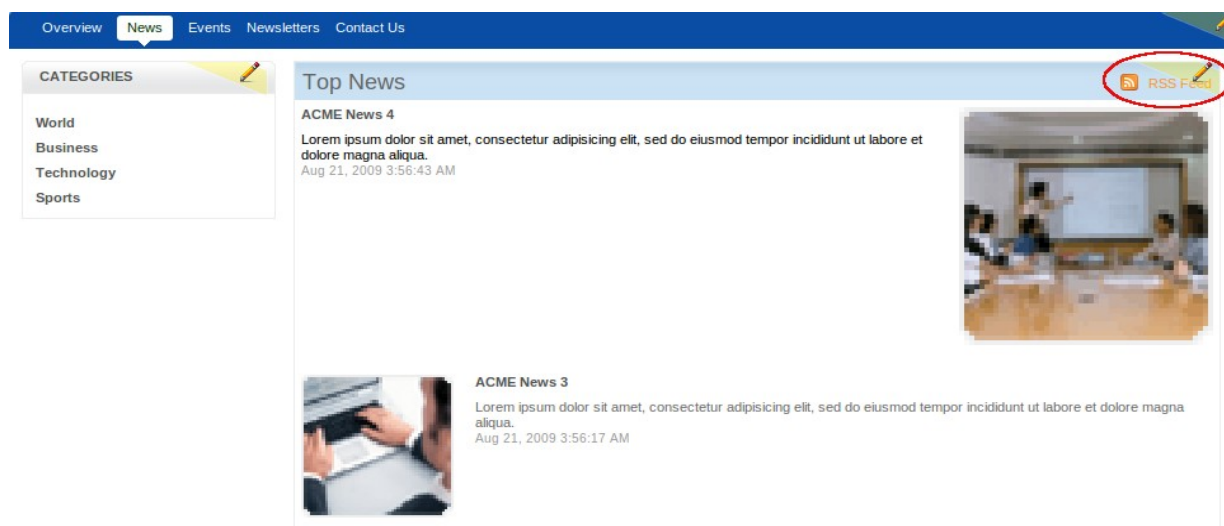 Overview News Events Newsletters Contact Us
CATEGORIES
World
Business
Technology
Sports
Top News
RSS Feed
ACME News 4
Lorem ipsum dolor sit amet, consectetur adipisicing elit, sed do eiusmod tempor incididunt ut labore et
dolore magna aliqua.
Aug 21, 2009 3:56:43 AM
ACME News 3
Lorem ipsum dolor sit amet, consectetur adipisicing elit, sed do eiusmod tempor incididunt ut labore et dolore magna
aliqua.
Aug 21, 2009 3:56:17 AM